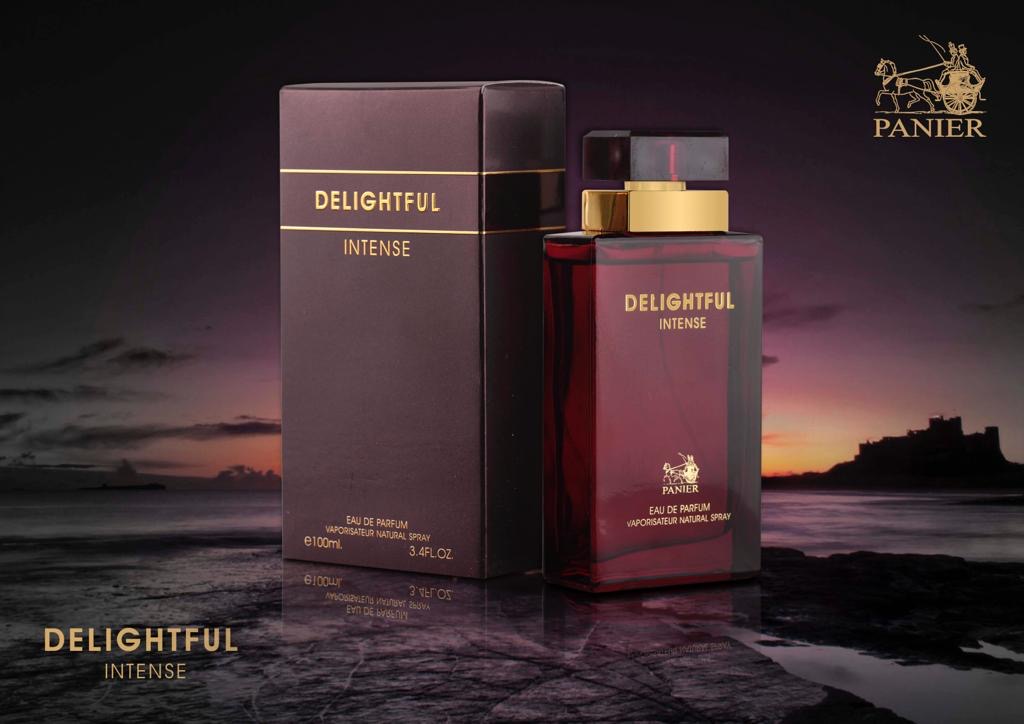 PANIER
DELIGHTFUL
INTENSE
EAU DE PARFUM
VAPORISATEUR NATURAL SPRAY
e100ml.
3.4FL.OZ.
DELIGHTFUL
INTENSE
PANIER
EAU DE PARFUM
VAPORISATEUR NATURAL SPRAY
DELIGHTFUL
INTENSE